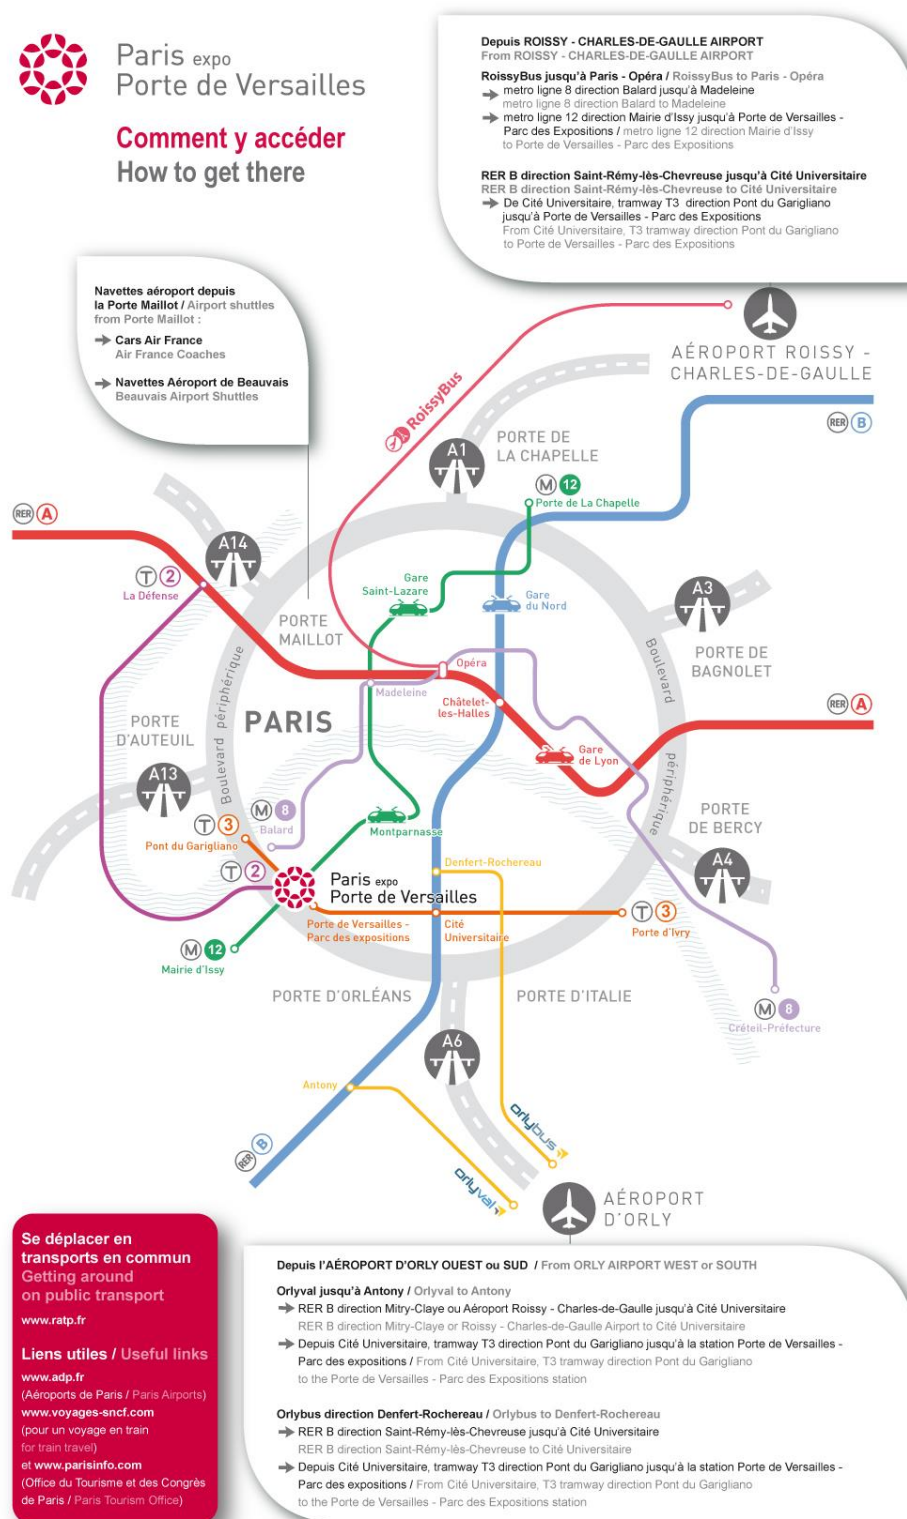 Paris expo
Porte de Versailles
Comment y accéder
How to get there
Depuis ROISSY - CHARLES-DE-GAULLE AIRPORT
From ROISSY - CHARLES-DE-GAULLE AIRPORT
RoissyBus jusqu'à Paris - Opéra / RoissyBus to Paris - Opéra
metro ligne 8 direction Balard jusqu'à Madeleine
metro ligne 8 direction Balard to Madeleine
metro ligne 12 direction Mairie d'Issy jusqu'à Porte de Versailles -
Parc des Expositions / metro ligne 12 direction Mairie d'Issy
to Porte de Versailles - Parc des Expositions
RER B direction Saint-Rémy-lès-Chevreuse jusqu'à Cité Universitaire
RER B direction Saint-Rémy-lès-Chevreuse to Cité Universitaire
De Cité Universitaire, tramway T3 direction Pont du Garigliano
jusqu'à Porte de Versailles - Parc des Expositions
From Cité Universitaire, T3 tramway direction Pont du Garigliano
to Porte de Versailles - Parc des Expositions
Navettes aéroport depuis
la Porte Maillot / Airport shuttles
from Porte Maillot :
Cars Air France
Air France Coaches
Navettes Aéroport de Beauvais
Beauvais Airport Shuttles
AÉROPORT ROISSY -
CHARLES-DE-GAULLE
RoissyBus
RER B
A1
PORTE DE
LA CHAPELLE
M 12
Porte de La Chapelle
RER A
A14
T 2
La Défense
Gare
Saint-Lazare
Gare
du Nord
A3
PORTE
MAILLOT
PORTE DE
BAGNOLET
Boulevard périphérique
Boulevard périphérique
Opéra
Madeleine
Châtelet-
les-Halles
RER A
PARIS
PORTE
D'AUTEUIL
Gare
de Lyon
A13
M 8
Balard
T 3
Pont du Garigliano
Montparnasse
PORTE
DE BERCY
A4
T 2
Denfert-Rochereau
Paris expo
Porte de Versailles
Porte de Versailles -
Parc des expositions
Cité
Universitaire
T 3
Porte d'Ivry
M 12
Mairie d'Issy
PORTE D'ORLÉANS
PORTE D'ITALIE
M 8
Créteil-Préfecture
A6
Antony
orlybus
RER B
orlyval
AÉROPORT
D'ORLY
Se déplacer en
transports en commun
Getting around
on public transport
www.ratp.fr
Liens utiles / Useful links
www.adp.fr
(Aéroports de Paris / Paris Airports)
www.voyages-sncf.com
(pour un voyage en train
for train travel)
et www.parisinfo.com
(Office du Tourisme et des Congrès
de Paris / Paris Tourism Office)
Depuis l'AÉROPORT D'ORLY OUEST ou SUD / From ORLY AIRPORT WEST or SOUTH
Orlyval jusqu'à Antony / Orlyval to Antony
RER B direction Mitry-Claye ou Aéroport Roissy - Charles-de-Gaulle jusqu'à Cité Universitaire
RER B direction Mitry-Claye or Roissy - Charles-de-Gaulle Airport to Cité Universitaire
Depuis Cité Universitaire, tramway T3 direction Pont du Garigliano jusqu'à la station Porte de Versailles -
Parc des expositions / From Cité Universitaire, T3 tramway direction Pont du Garigliano
to the Porte de Versailles - Parc des Expositions station
Orlybus direction Denfert-Rochereau / Orlybus to Denfert-Rochereau
RER B direction Saint-Rémy-lès-Chevreuse jusqu'à Cité Universitaire
RER B direction Saint-Rémy-lès-Chevreuse to Cité Universitaire
Depuis Cité Universitaire, tramway T3 direction Pont du Garigliano jusqu'à la station Porte de Versailles -
Parc des expositions / From Cité Universitaire, T3 tramway direction Pont du Garigliano
to the Porte de Versailles - Parc des Expositions station